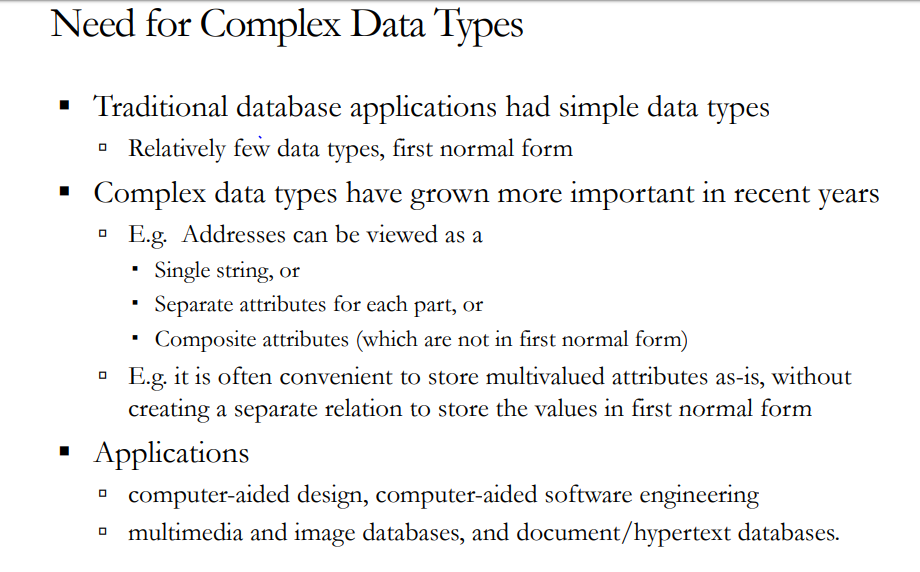 Need for Complex Data Types
▪ Traditional database applications had simple data types
▫ Relatively few data types, first normal form
▪ Complex data types have grown more important in recent years
▫ E.g. Addresses can be viewed as a
▪ Single string, or
▪ Separate attributes for each part, or
▪ Composite attributes (which are not in first normal form)
▫ E.g. it is often convenient to store multivalued attributes as-is, without
creating a separate relation to store the values in first normal form
▪ Applications
▫ computer-aided design, computer-aided software engineering
▫ multimedia and image databases, and document/hypertext databases.